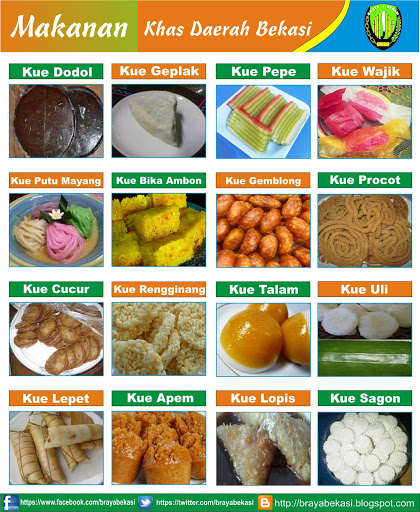 Makanan Khas Daerah Bekasi
Kue Dodol
Kue Geplak
Kue Pepe
Kue Wajik
Kue Putu Mayang
Kue Bika Ambon
Kue Gemblong
Kue Procot
Kue Cucur
Kue Rengginang
Kue Talam
Kue Uli
Kue Lepet
Kue Apem
Kue Lopis
Kue Sagon
https://www.facebook.com/brayabekasi
https://twitter.com/brayabekasi
http://brayabekasi.blogspot.com